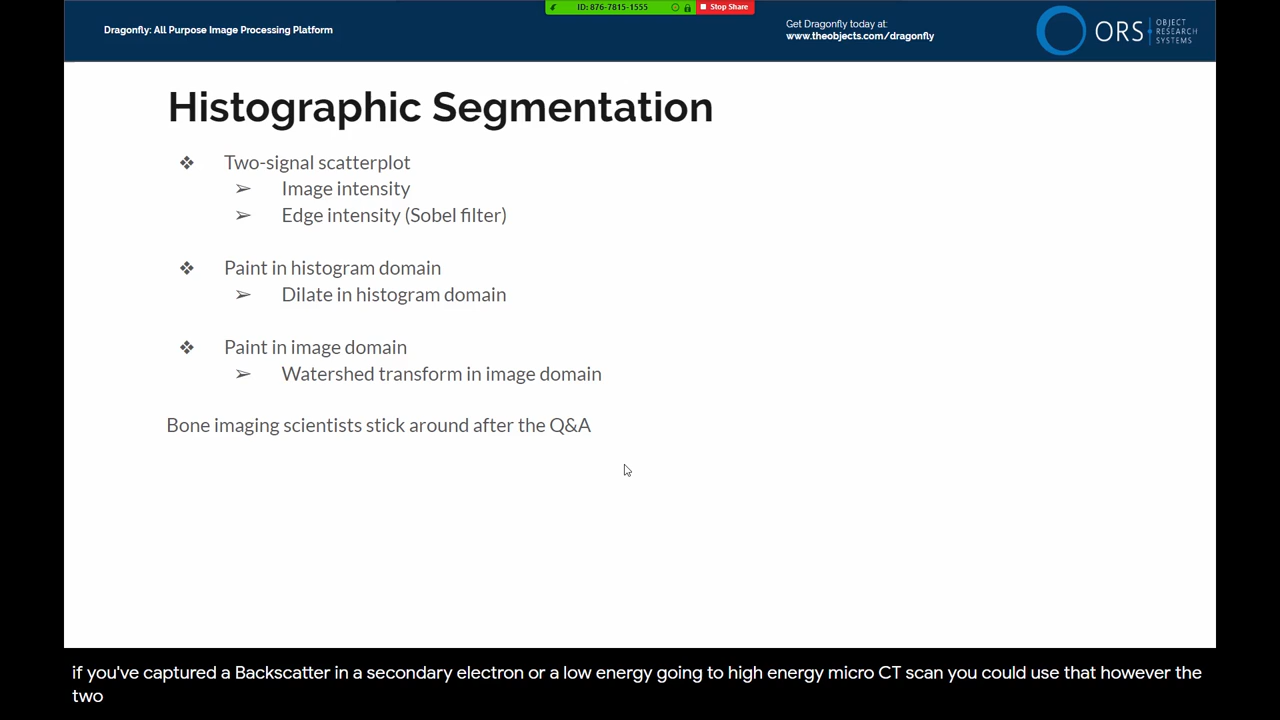 ID: 876-7815-1555
Stop Share
Dragonfly: All Purpose Image Processing Platform
Get Dragonfly today at:
www.theobjects.com/dragonfly
ORS
OBJECT
RESEARCH
SYSTEMS
Histographic Segmentation
❖ Two-signal scatterplot
➢ Image intensity
➢ Edge intensity (Sobel filter)
❖ Paint in histogram domain
➢ Dilate in histogram domain
❖ Paint in image domain
➢ Watershed transform in image domain
Bone imaging scientists stick around after the Q&A
if you've captured a Backscatter in a secondary electron or a low energy going to high energy micro CT scan you could use that however the
two